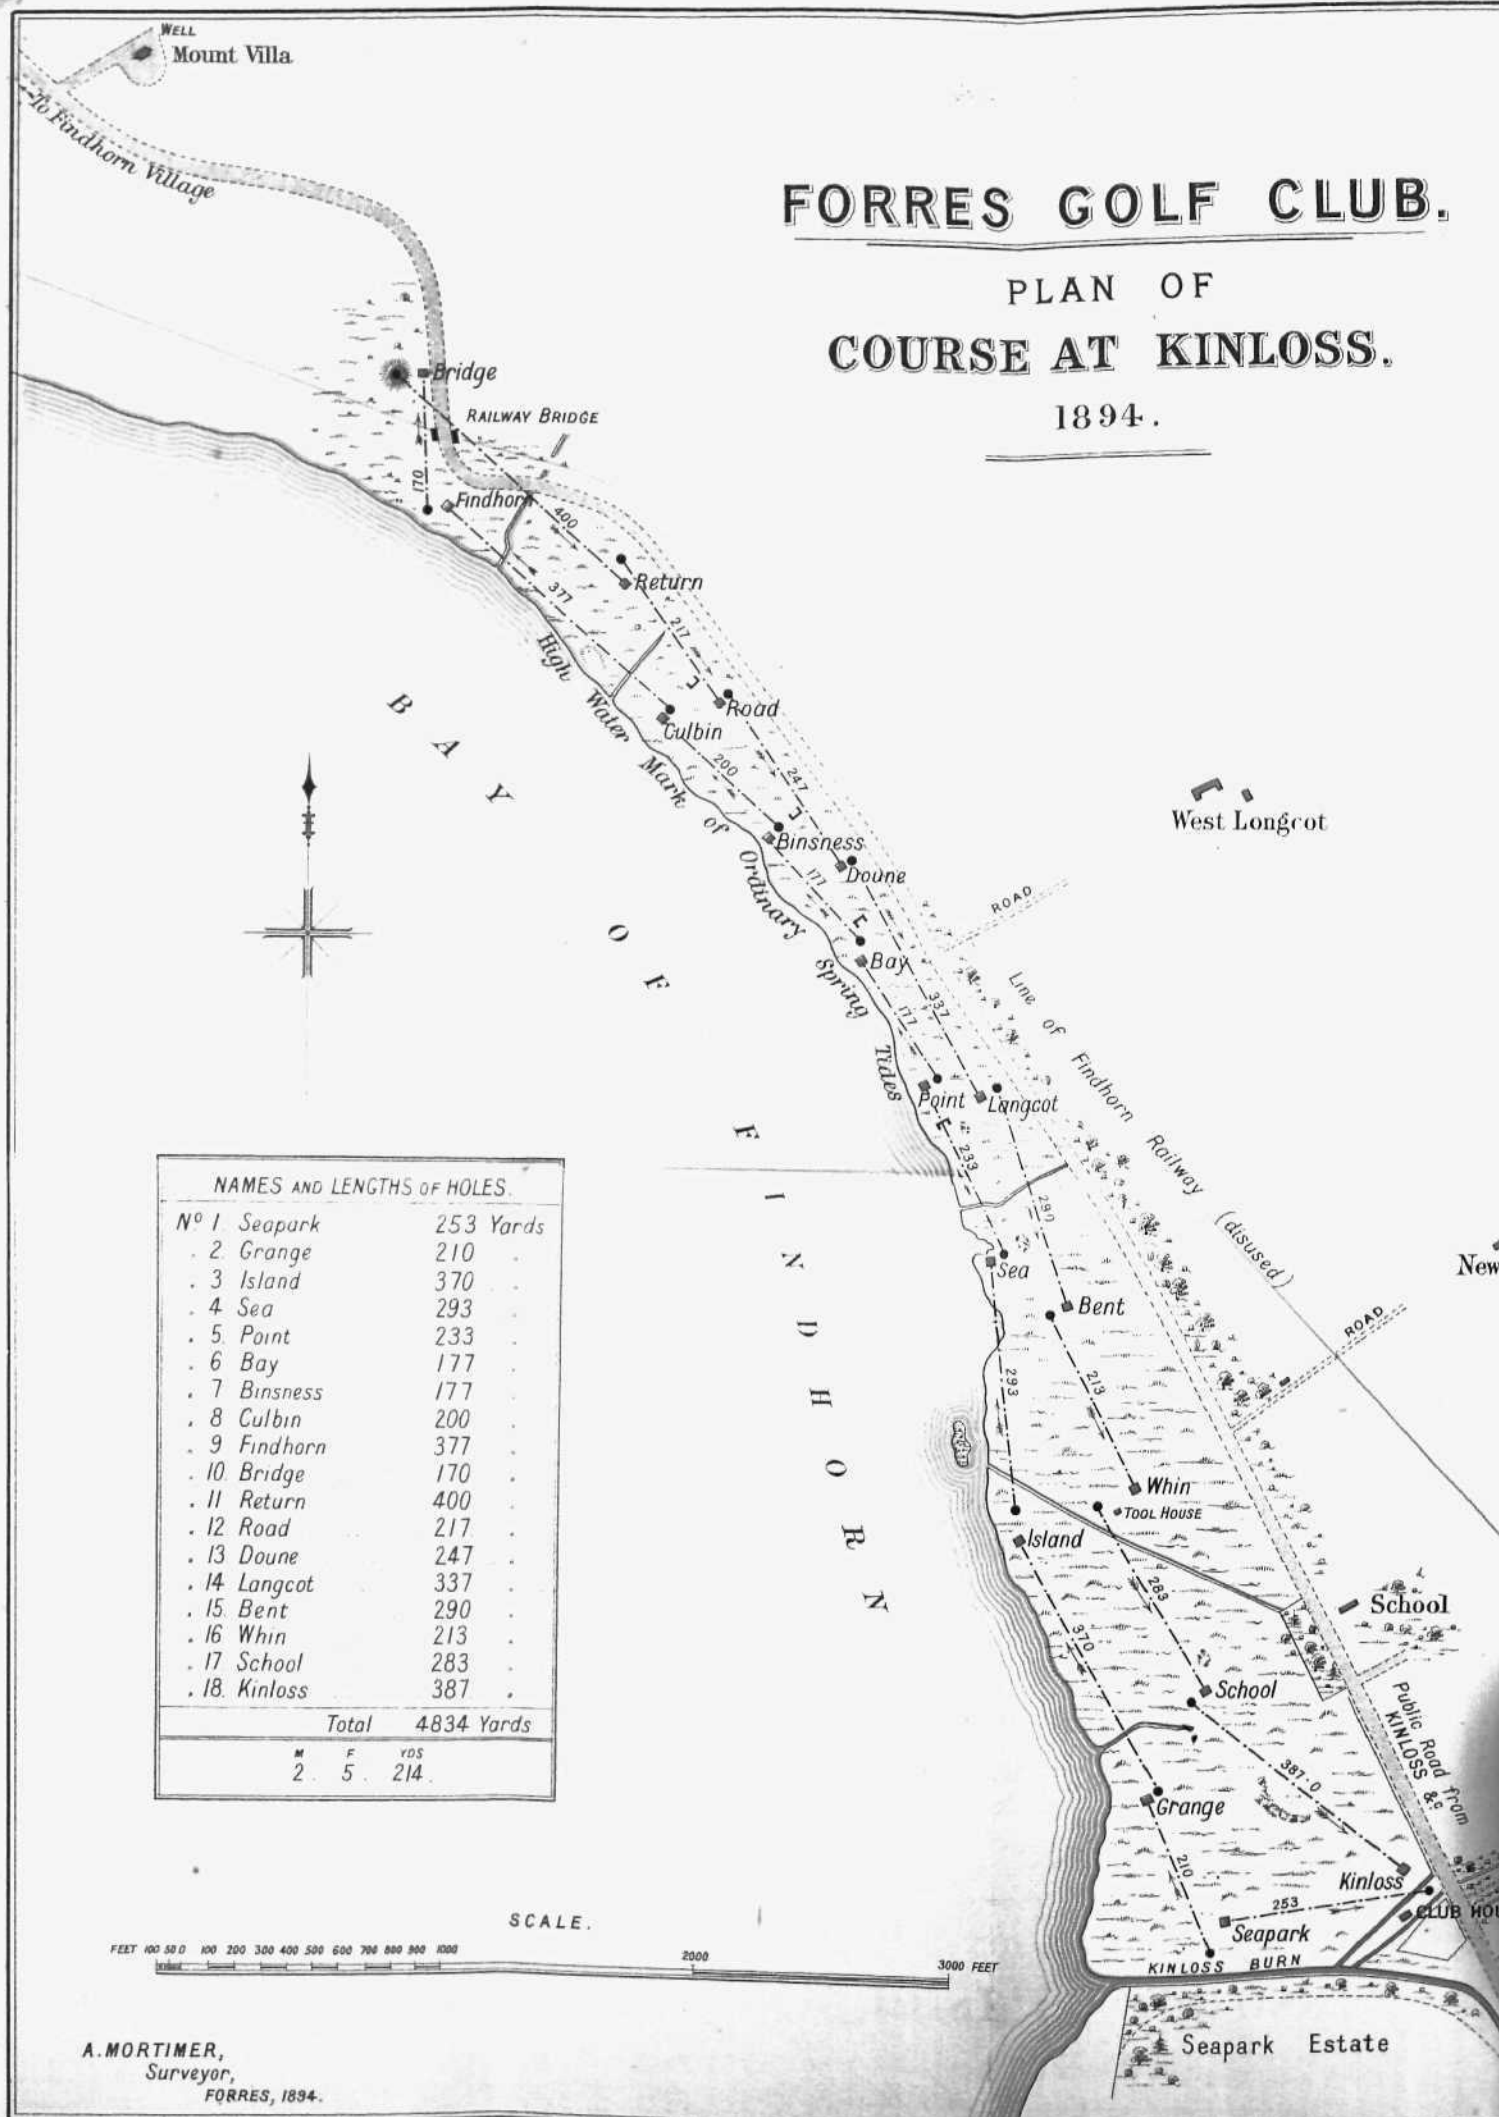 WELL
Mount Villa
To Findhorn Village
FORRES GOLF CLUB.
PLAN OF
COURSE AT KINLOSS.
1894.
Bridge
RAILWAY BRIDGE
170
Findhorn
400
Return
377
217
Road
Culbin
200
247
Binsness
Doune
177
Bay
177
337
Point
Langcot
233
290
Sea
Bent
293
213
Whin
TOOL HOUSE
Island
283
370
School
387.0
Grange
210
Kinloss
253
Seapark
CLUB HOU
KINLOSS BURN
Seapark Estate
High Water Mark of Ordinary Spring Tides
BAY OF FINDHORN
West Longcot
ROAD
Line of Findhorn Railway (disused)
New
ROAD
School
Public Road from
KINLOSS &c
NAMES AND LENGTHS OF HOLES.
No 1 Seapark 253 Yards
. 2 Grange 210 .
. 3 Island 370 .
. 4 Sea 293 .
. 5. Point 233 .
. 6 Bay 177 .
. 7 Binsness 177 .
. 8 Culbin 200 .
. 9 Findhorn 377 .
. 10. Bridge 170 .
. 11 Return 400 .
. 12 Road 217 .
. 13 Doune 247 .
. 14 Langcot 337 .
. 15. Bent 290 .
. 16 Whin 213 .
. 17 School 283 .
. 18. Kinloss 387 .
Total 4834 Yards
M F YDS
2. 5. 214.
SCALE.
FEET 100 50 0 100 200 300 400 500 600 700 800 900 1000 2000 3000 FEET
A. MORTIMER,
Surveyor,
FORRES, 1894.